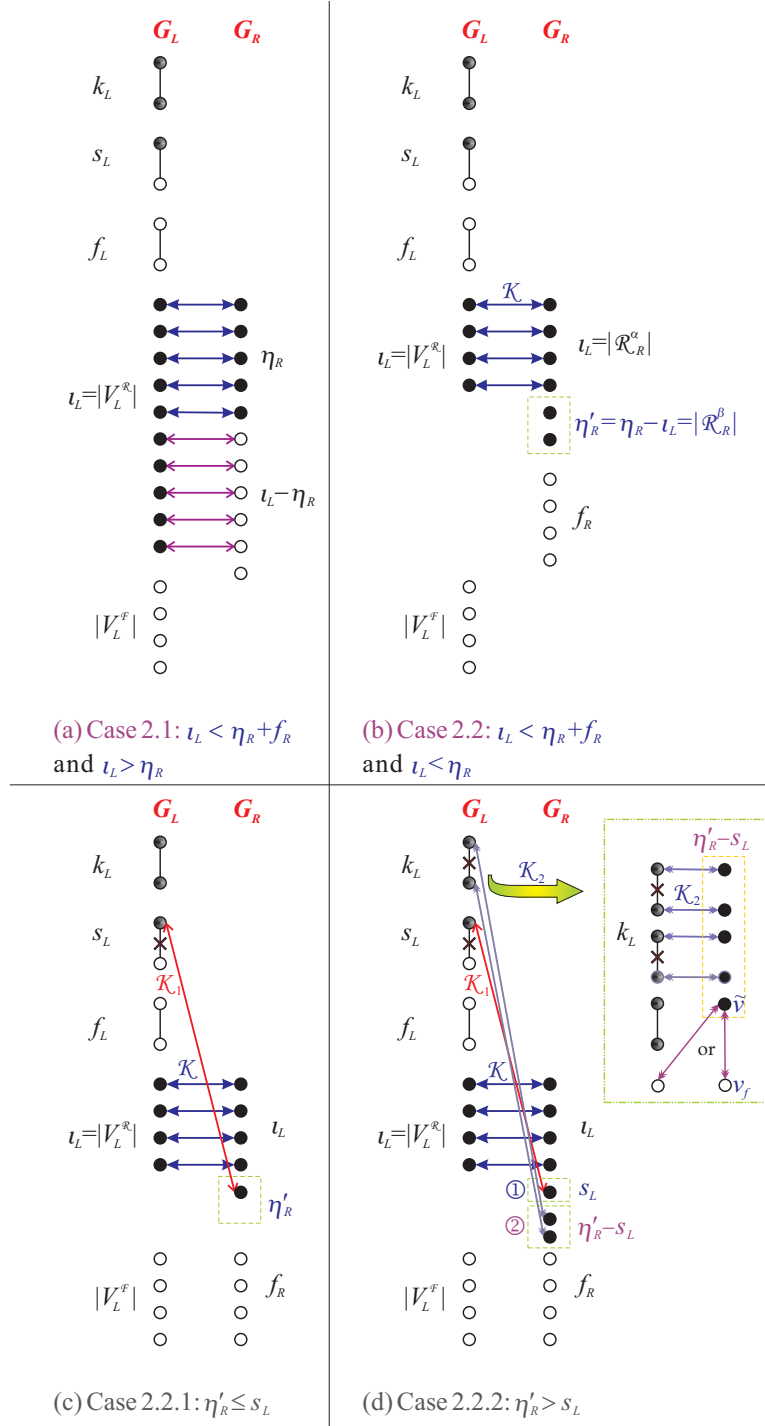 G_L G_R
k_L
s_L
f_L
η_R
ι_L=|V_L^ℛ|
ι_L−η_R
|V_L^ℱ|
(a) Case 2.1: ι_L < η_R+f_R
and ι_L > η_R
G_L G_R
k_L
s_L
f_L
𝒦
ι_L=|V_L^ℛ|
ι_L=|ℛ_R^α|
η′_R=η_R−ι_L=|ℛ_R^β|
f_R
|V_L^ℱ|
(b) Case 2.2: ι_L < η_R+f_R
and ι_L<η_R
G_L G_R
k_L
s_L
𝒦_1
f_L
𝒦
ι_L=|V_L^ℛ|
ι_L
η′_R
|V_L^ℱ|
f_R
(c) Case 2.2.1: η′_R ≤ s_L
G_L G_R
k_L
𝒦_2
s_L
𝒦_1
f_L
𝒦
ι_L=|V_L^ℛ|
ι_L
① s_L
② η′_R−s_L
|V_L^ℱ|
f_R
η′_R−s_L
𝒦_2
k_L
ṽ
or
v_f
(d) Case 2.2.2: η′_R > s_L